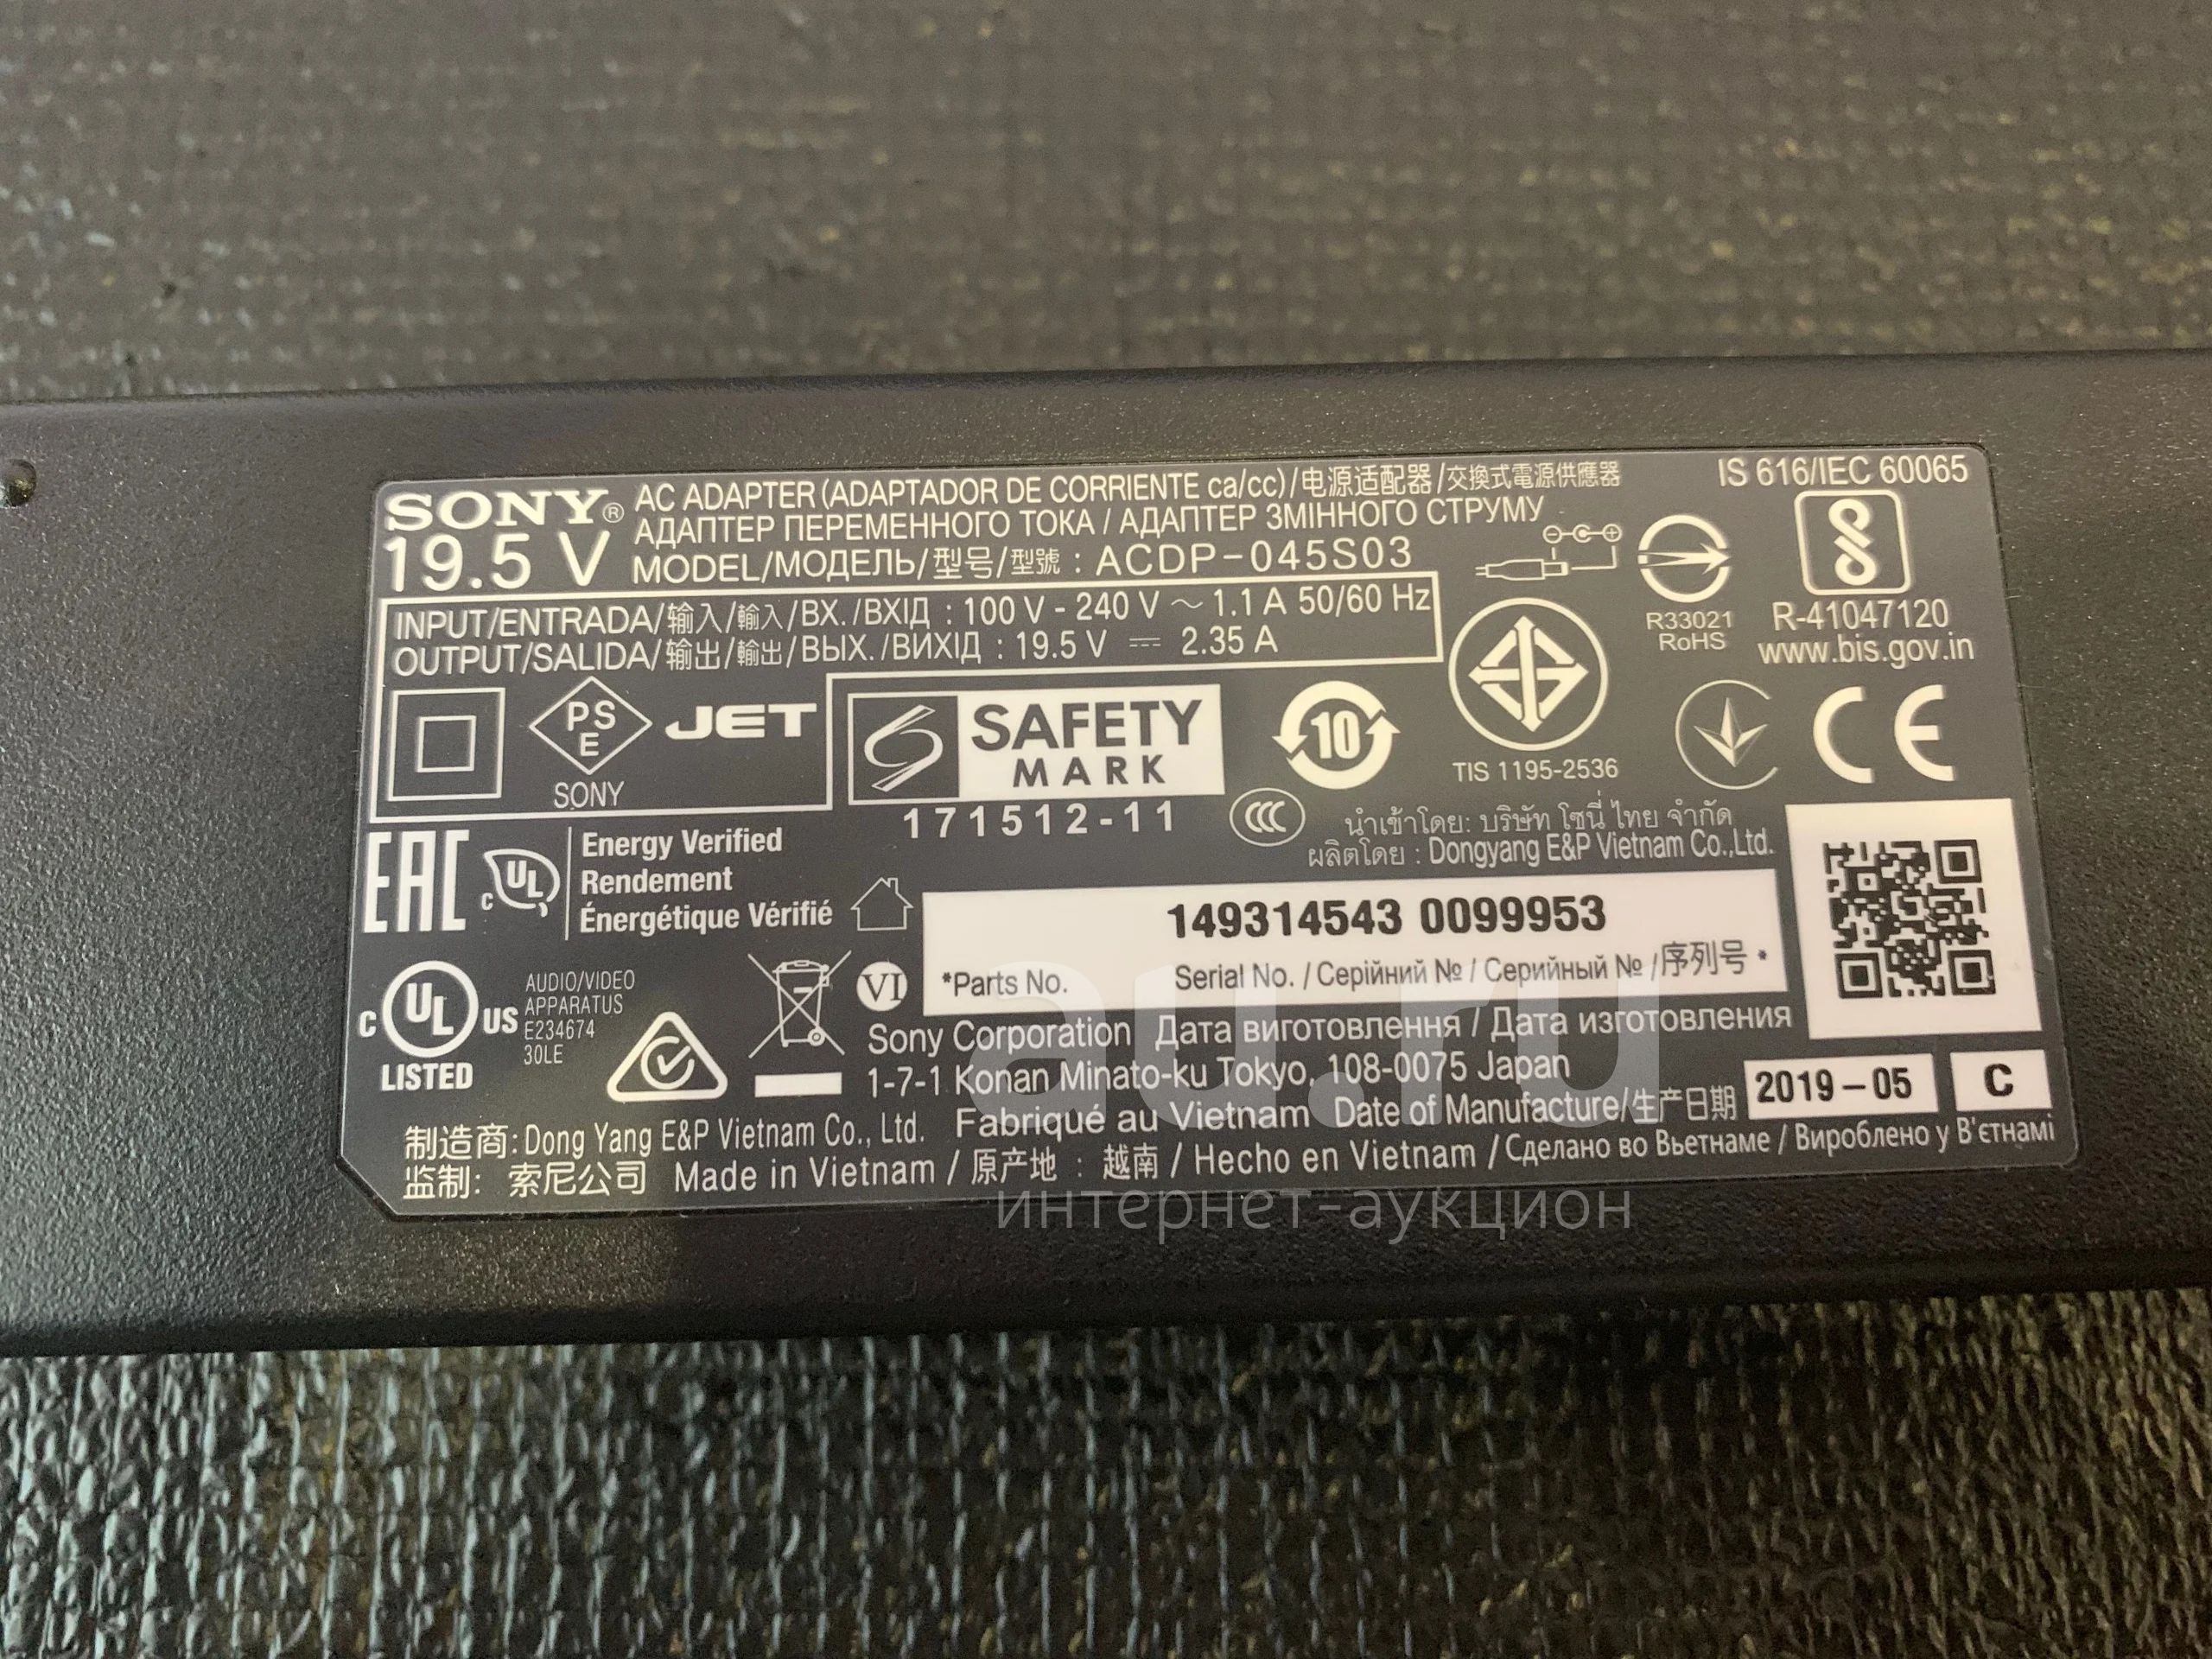 SONY® AC ADAPTER (ADAPTADOR DE CORRIENTE ca/cc)/电源适配器/交換式電源供應器
АДАПТЕР ПЕРЕМЕННОГО ТОКА / АДАПТЕР ЗМІННОГО СТРУМУ
19.5 V MODEL/МОДЕЛЬ/型号/型號 : ACDP-045S03
IS 616/IEC 60065
INPUT/ENTRADA/输入/輸入/ВХ./ВХІД : 100 V - 240 V ~ 1.1 A 50/60 Hz
OUTPUT/SALIDA/输出/輸出/ВЫХ./ВИХІД : 19.5 V ⎓ 2.35 A
R33021
RoHS
R-41047120
www.bis.gov.in
PS
E
SONY
JET
SAFETY
MARK
171512-11
10
TIS 1195-2536
CE
CCC
นำเข้าโดย: บริษัท โซนี่ ไทย จำกัด
ผลิตโดย : Dongyang E&P Vietnam Co.,Ltd.
EAC
c UL
Energy Verified
Rendement
Énergétique Vérifié
149314543 0099953
*Parts No. Serial No. / Серійний № / Серийный № /序列号 *
C UL US
LISTED
AUDIO/VIDEO
APPARATUS
E234674
30LE
VI
Sony Corporation Дата виготовлення / Дата изготовления
1-7-1 Konan Minato-ku Tokyo, 108-0075 Japan
Fabriqué au Vietnam Date of Manufacture/生产日期 2019-05 C
制造商: Dong Yang E&P Vietnam Co., Ltd.
监制: 索尼公司 Made in Vietnam / 原产地 : 越南 / Hecho en Vietnam / Сделано во Вьетнаме / Вироблено у В'єтнамі
au.ru
интернет-аукцион